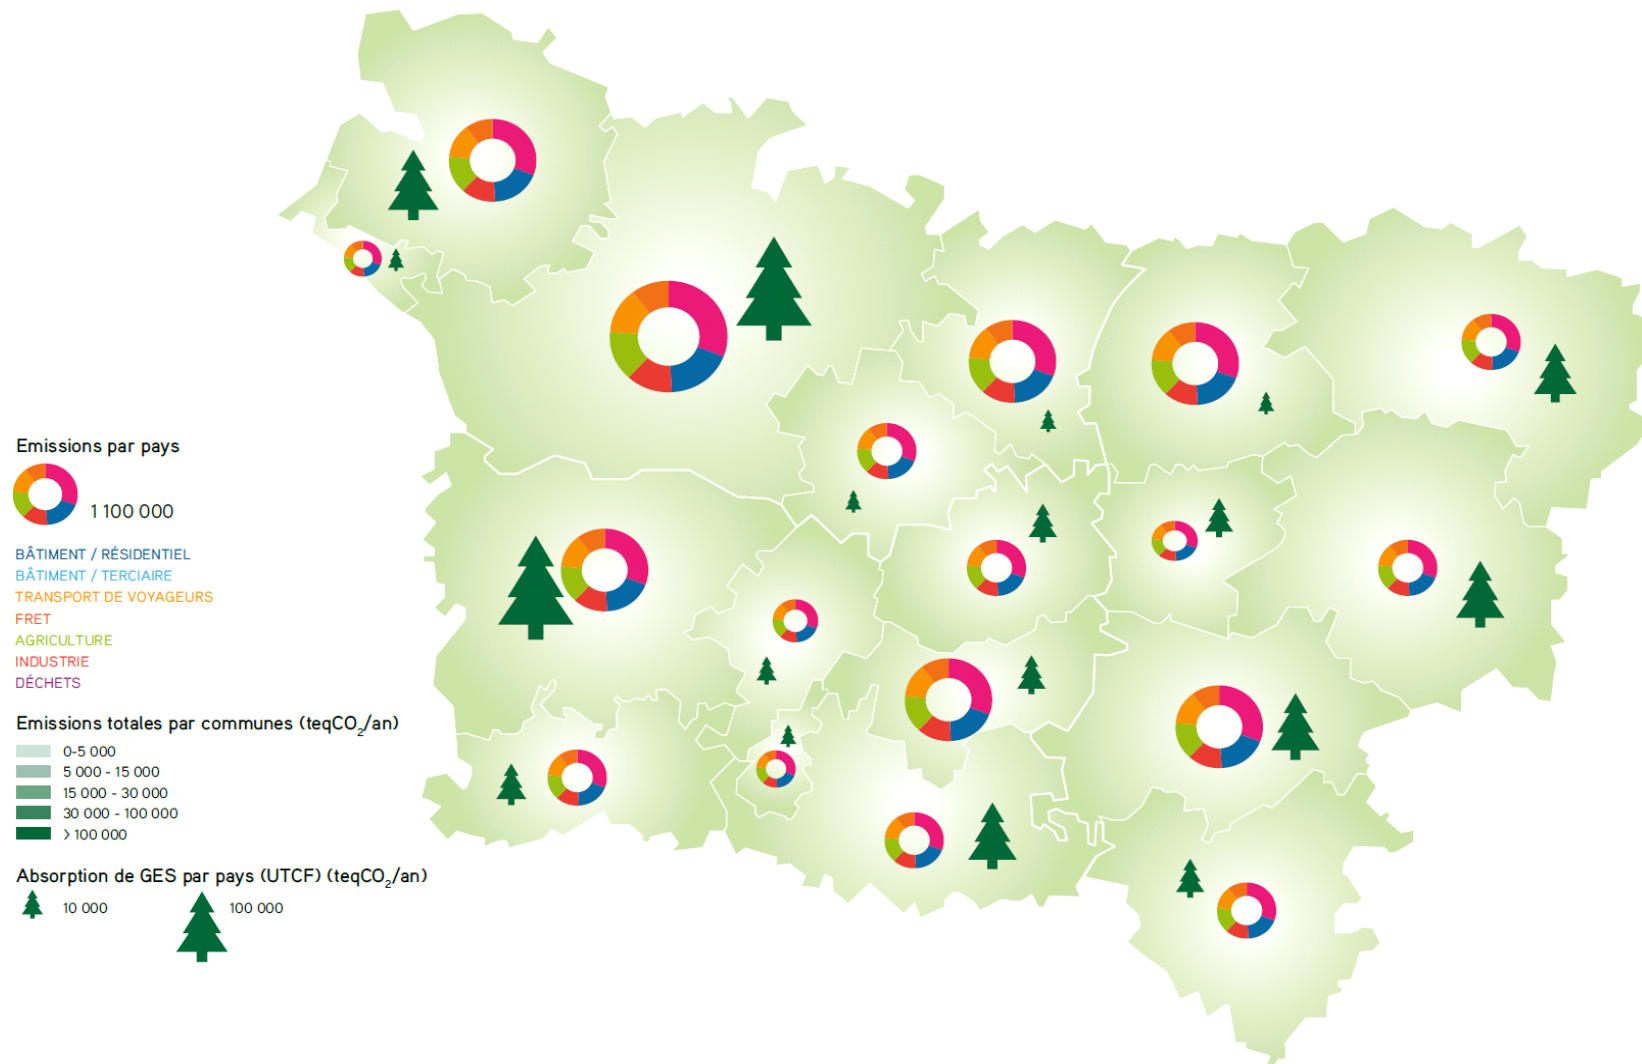 Emissions par pays
1 100 000
BÂTIMENT / RÉSIDENTIEL
BÂTIMENT / TERCIAIRE
TRANSPORT DE VOYAGEURS
FRET
AGRICULTURE
INDUSTRIE
DÉCHETS
Emissions totales par communes (teqCO₂/an)
0-5 000
5 000 - 15 000
15 000 - 30 000
30 000 - 100 000
> 100 000
Absorption de GES par pays (UTCF) (teqCO₂/an)
10 000
100 000